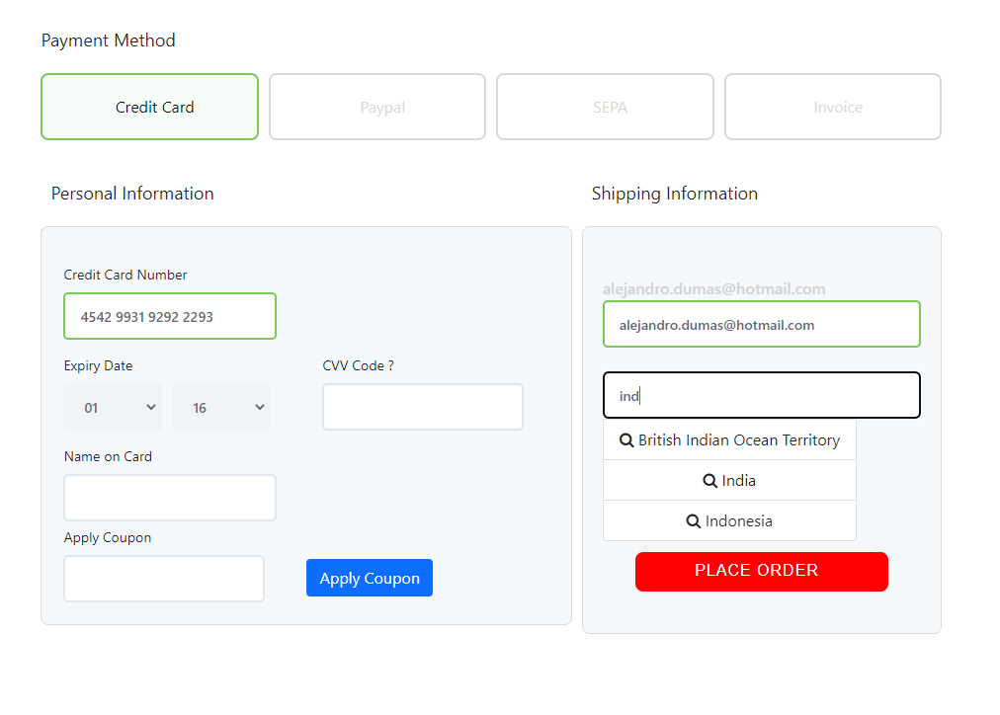 Payment Method
Credit Card
Paypal
SEPA
Invoice
Personal Information
Credit Card Number
4542 9931 9292 2293
Expiry Date
CVV Code ?
01
16
Name on Card
Apply Coupon
Apply Coupon
Shipping Information
alejandro.dumas@hotmail.com
alejandro.dumas@hotmail.com
ind
British Indian Ocean Territory
India
Indonesia
PLACE ORDER